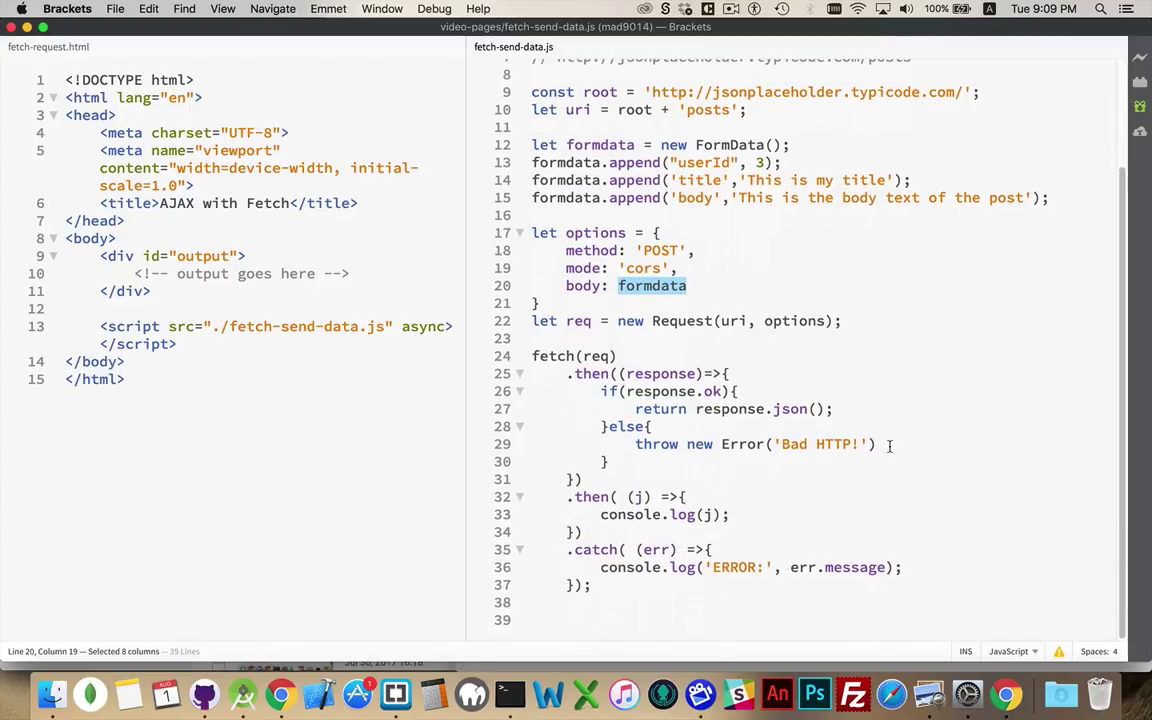 Brackets File Edit View Navigate Emmet Window Debug Help 100% A Tue 9:09 PM
video-pages/fetch-send-data.js (mad9014) — Brackets
fetch-request.html
1 <!DOCTYPE html>
2 <html lang="en">
3 <head>
4 <meta charset="UTF-8">
5 <meta name="viewport"
content="width=device-width, initial-
scale=1.0">
6 <title>AJAX with Fetch</title>
7 </head>
8 <body>
9 <div id="output">
10 <!-- output goes here -->
11 </div>
12
13 <script src="./fetch-send-data.js" async>
</script>
14 </body>
15 </html>
fetch-send-data.js
7 // http://jsonplaceholder.typicode.com/posts
8
9 const root = 'http://jsonplaceholder.typicode.com/';
10 let uri = root + 'posts';
11
12 let formdata = new FormData();
13 formdata.append("userId", 3);
14 formdata.append('title','This is my title');
15 formdata.append('body','This is the body text of the post');
16
17 let options = {
18 method: 'POST',
19 mode: 'cors',
20 body: formdata
21 }
22 let req = new Request(uri, options);
23
24 fetch(req)
25 .then((response)=>{
26 if(response.ok){
27 return response.json();
28 }else{
29 throw new Error('Bad HTTP!')
30 }
31 })
32 .then( (j) =>{
33 console.log(j);
34 })
35 .catch( (err) =>{
36 console.log('ERROR:', err.message);
37 });
38
39
Line 20, Column 19 — Selected 8 columns — 39 Lines
INS JavaScript Spaces: 4
Jul 30, 2017 10:18
AUG
1
1
An Ps Fz